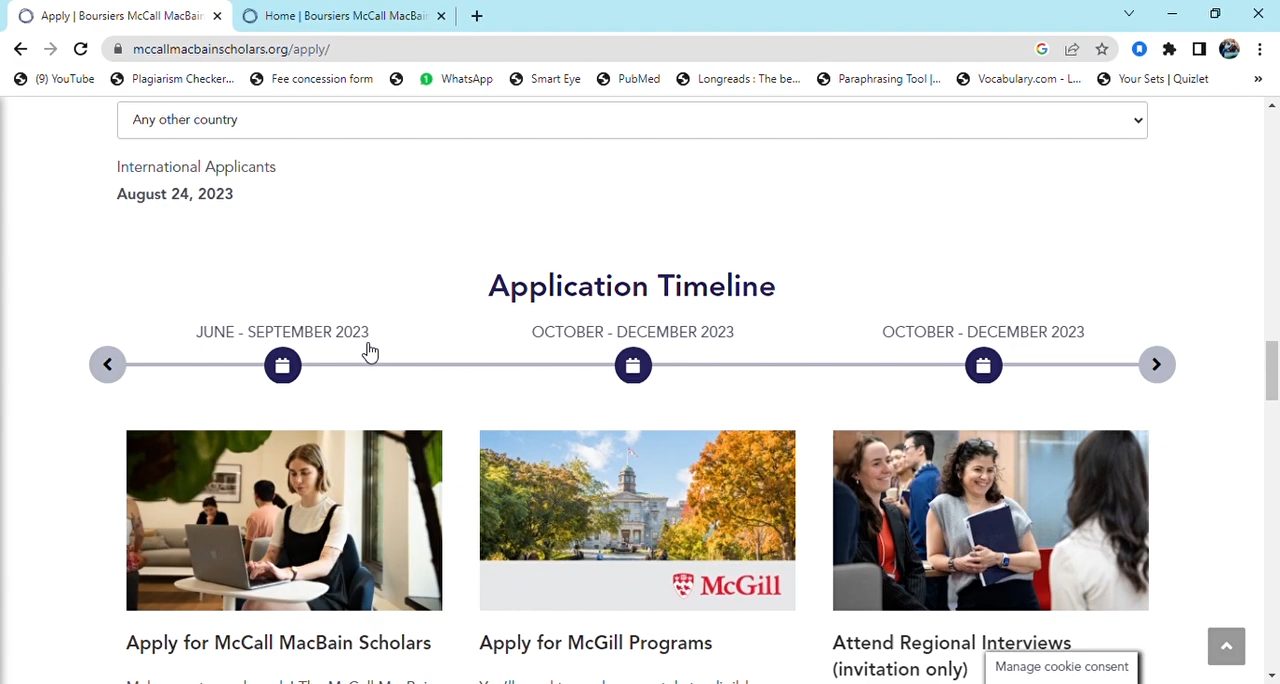 Apply | Boursiers McCall MacBain
Home | Boursiers McCall MacBain
mccallmacbainscholars.org/apply/
(9) YouTube
Plagiarism Checker...
Fee concession form
WhatsApp
Smart Eye
PubMed
Longreads : The be...
Paraphrasing Tool |...
Vocabulary.com - L...
Your Sets | Quizlet
»
Any other country
International Applicants
August 24, 2023
Application Timeline
JUNE - SEPTEMBER 2023
OCTOBER - DECEMBER 2023
OCTOBER - DECEMBER 2023
McGill
Apply for McCall MacBain Scholars
Apply for McGill Programs
Attend Regional Interviews
(invitation only)
Manage cookie consent